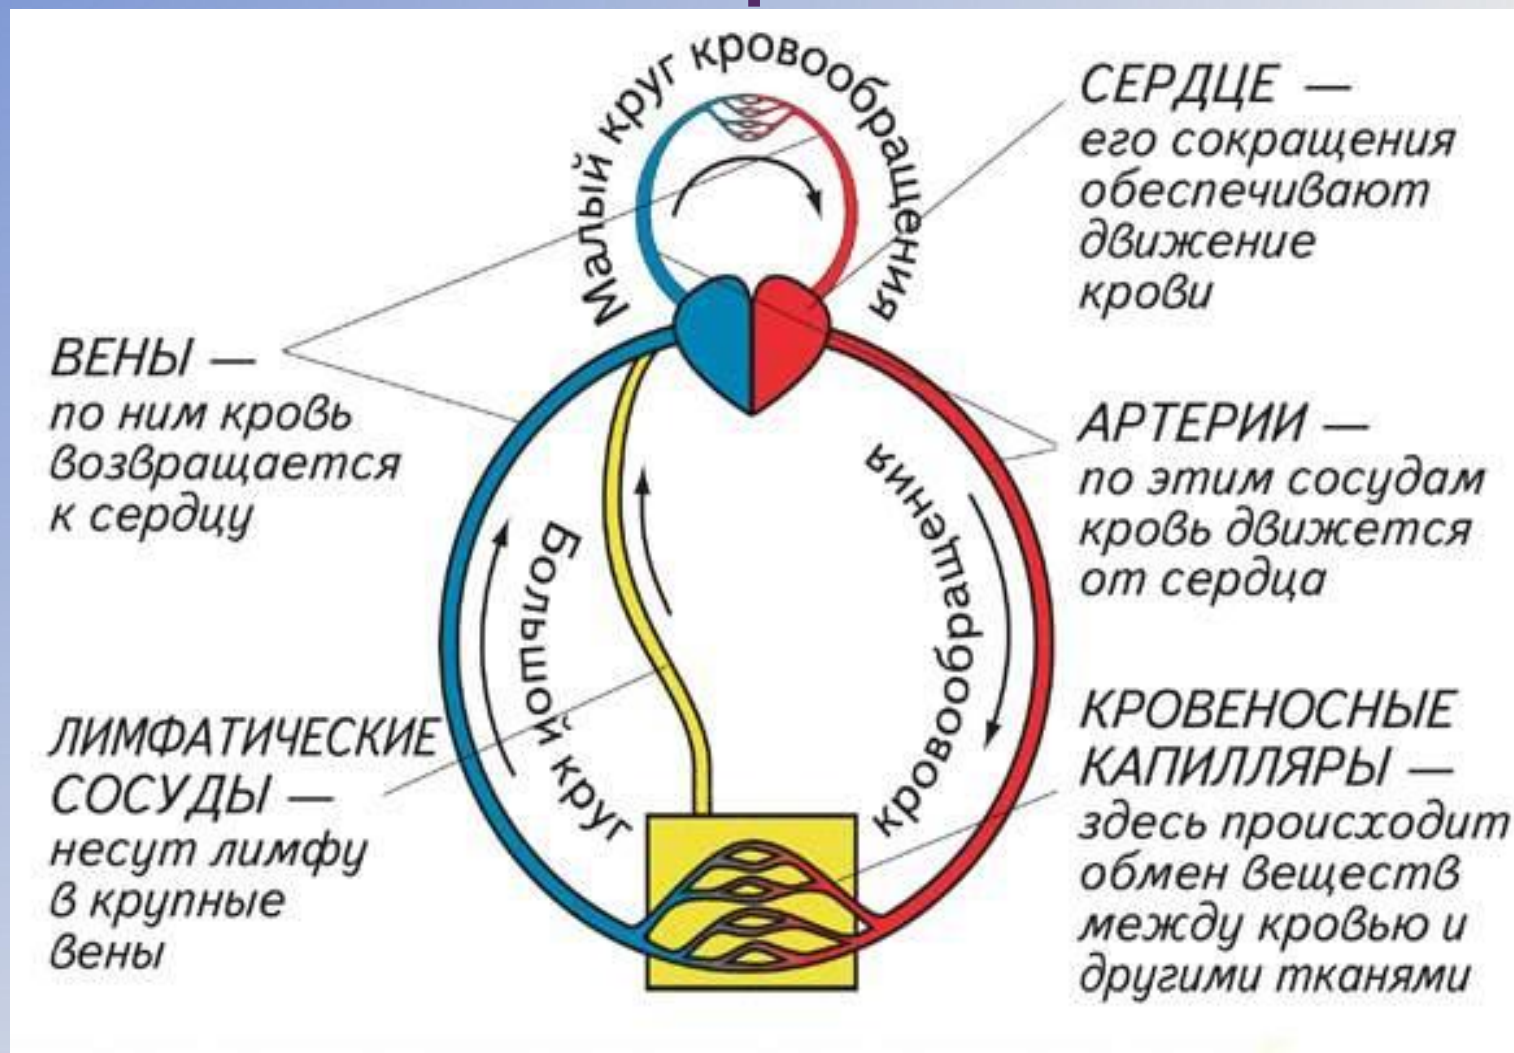 Малый круг кровообращения
СЕРДЦЕ —
его сокращения
обеспечивают
движение
крови
ВЕНЫ —
по ним кровь
возвращается
к сердцу
АРТЕРИИ —
по этим сосудам
кровь движется
от сердца
Большой круг
кровообращения
ЛИМФАТИЧЕСКИЕ
СОСУДЫ —
несут лимфу
в крупные
вены
КРОВЕНОСНЫЕ
КАПИЛЛЯРЫ —
здесь происходит
обмен веществ
между кровью и
другими тканями